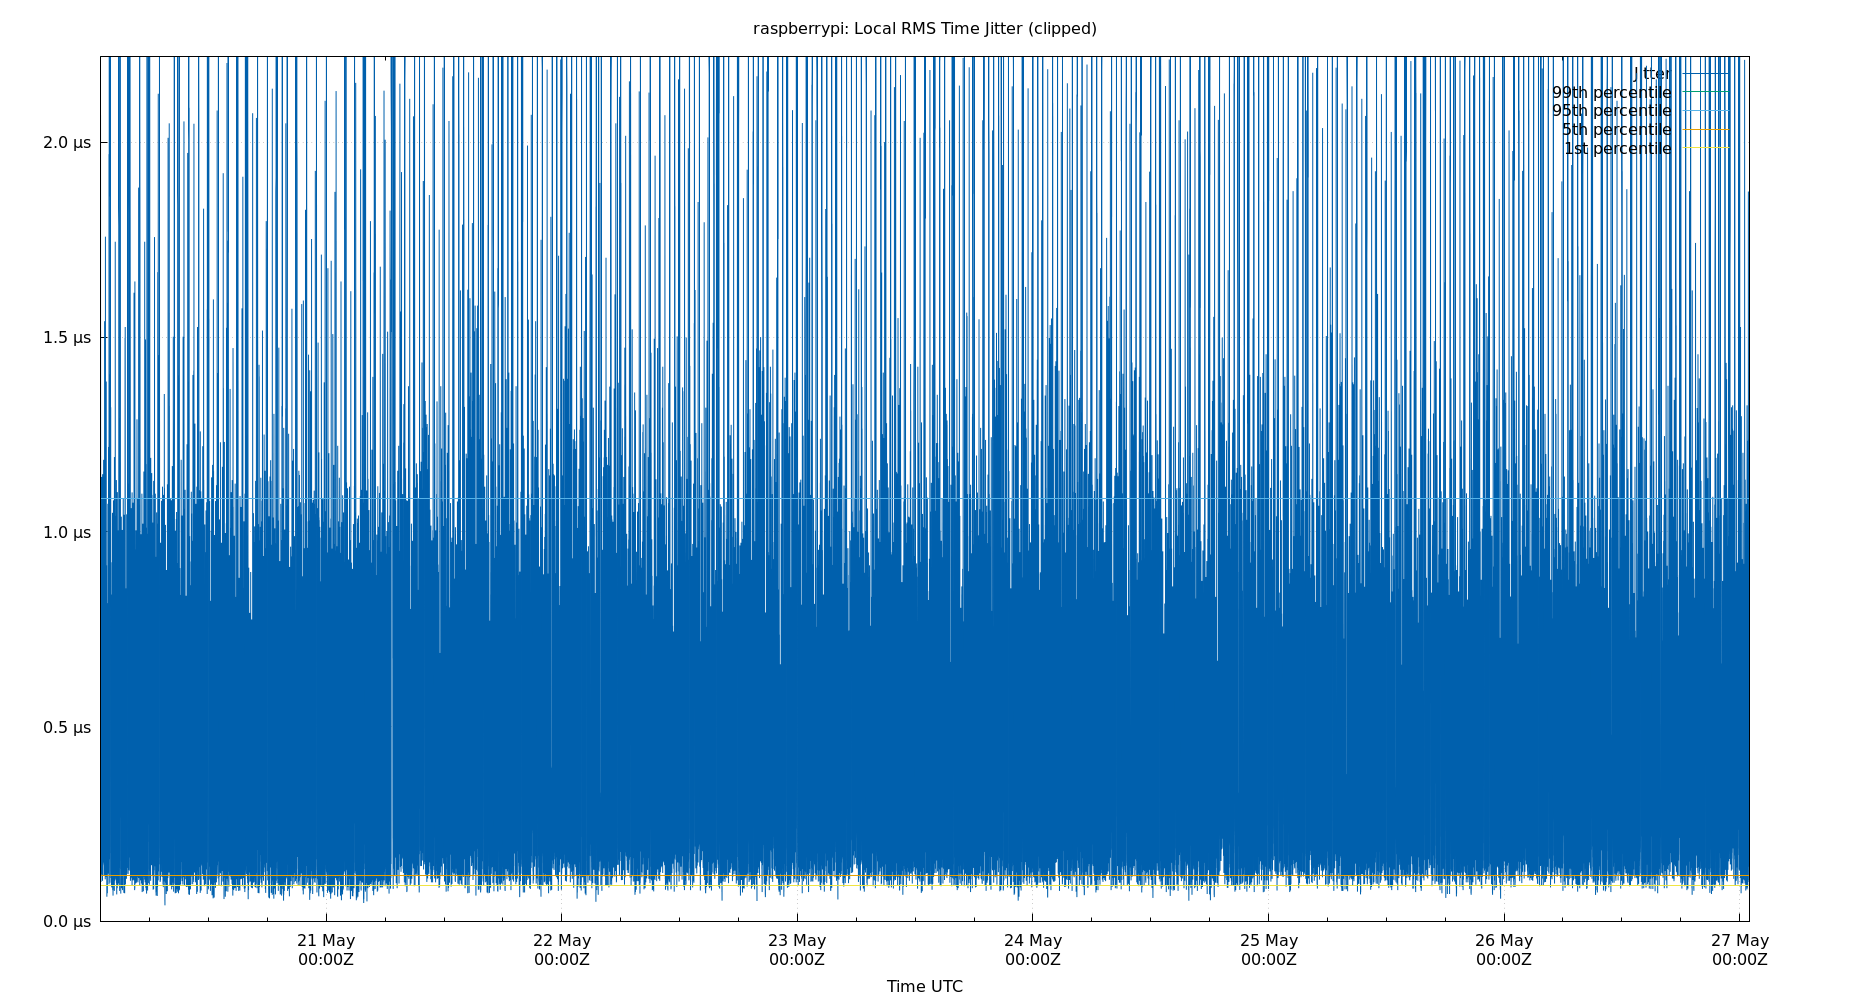 raspberrypi: Local RMS Time Jitter (clipped)
Jitter
99th percentile
95th percentile
5th percentile
1st percentile
2.0 µs
1.5 µs
1.0 µs
0.5 µs
0.0 µs
21 May 22 May 23 May 24 May 25 May 26 May 27 May
00:00Z 00:00Z 00:00Z 00:00Z 00:00Z 00:00Z 00:00Z
Time UTC